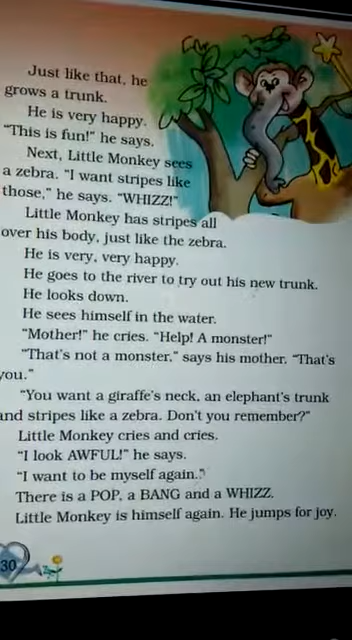 Just like that, he
grows a trunk.
He is very happy.
"This is fun!" he says.
Next, Little Monkey sees
a zebra. "I want stripes like
those," he says. "WHIZZ!"
Little Monkey has stripes all
over his body, just like the zebra.
He is very, very happy.
He goes to the river to try out his new trunk.
He looks down.
He sees himself in the water.
"Mother!" he cries. "Help! A monster!"
"That's not a monster," says his mother. "That's
you."
"You want a giraffe's neck, an elephant's trunk
and stripes like a zebra. Don't you remember?"
Little Monkey cries and cries.
"I look AWFUL!" he says.
"I want to be myself again."
There is a POP, a BANG and a WHIZZ.
Little Monkey is himself again. He jumps for joy.
30